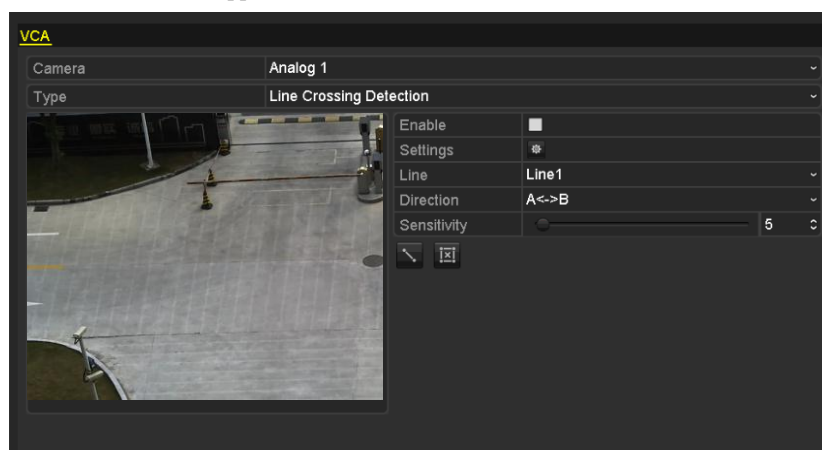 VCA
Camera Analog 1
Type Line Crossing Detection
Enable
Settings
Line Line1
Direction A<->B
Sensitivity 5